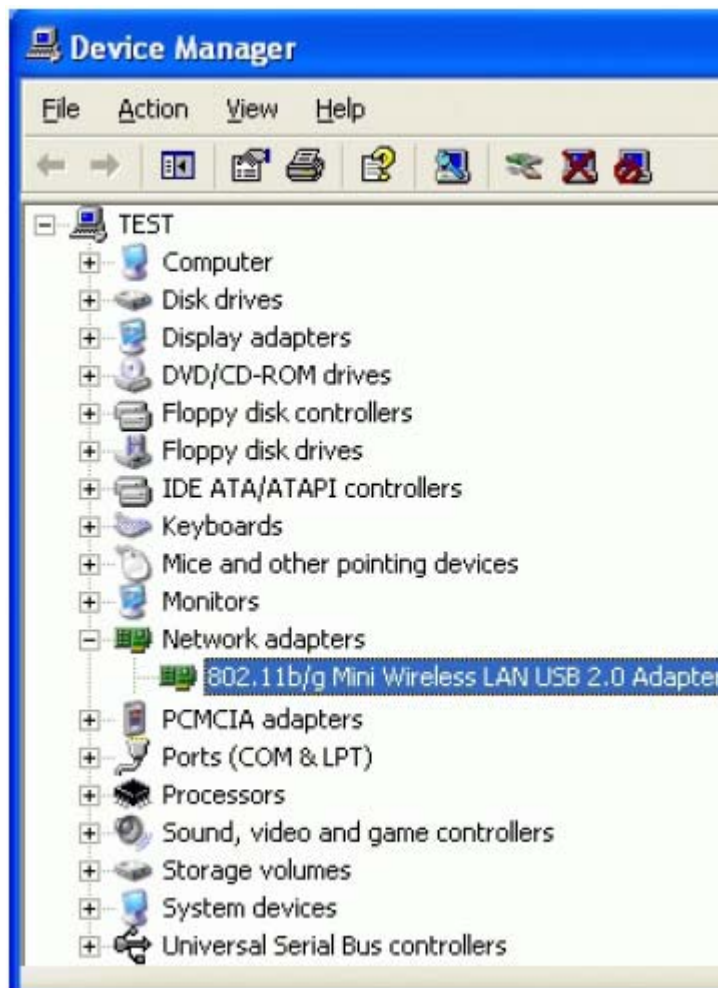 Device Manager
File Action View Help
TEST
Computer
Disk drives
Display adapters
DVD/CD-ROM drives
Floppy disk controllers
Floppy disk drives
IDE ATA/ATAPI controllers
Keyboards
Mice and other pointing devices
Monitors
Network adapters
802.11b/g Mini Wireless LAN USB 2.0 Adapter
PCMCIA adapters
Ports (COM & LPT)
Processors
Sound, video and game controllers
Storage volumes
System devices
Universal Serial Bus controllers